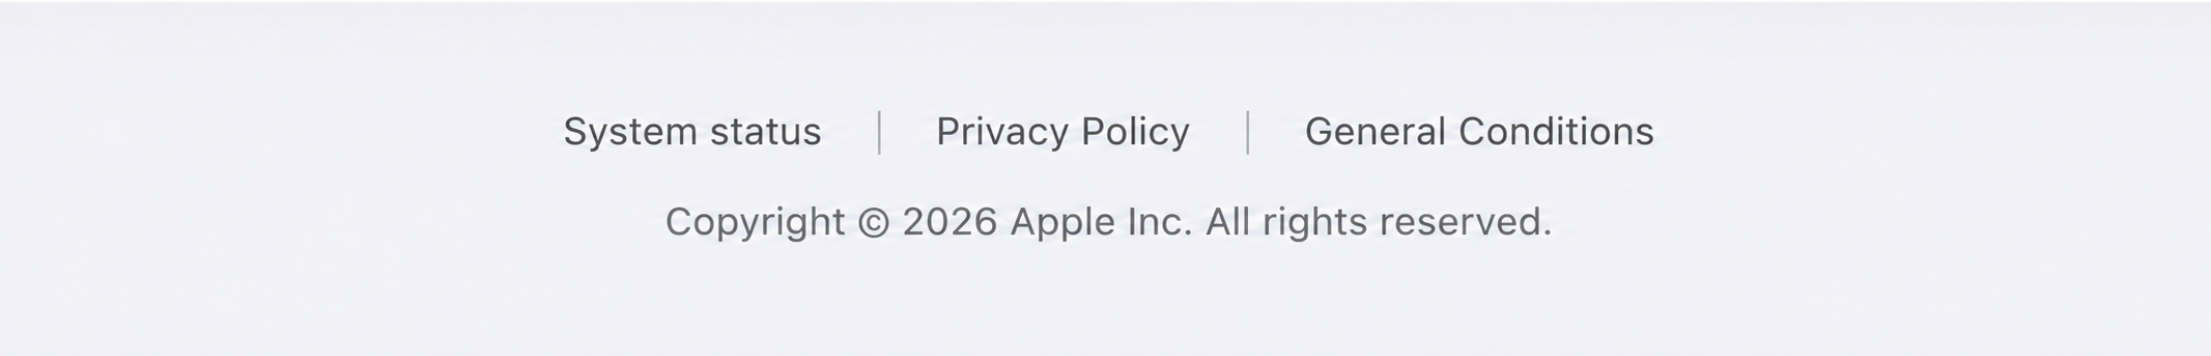 System status | Privacy Policy | General Conditions
Copyright © 2026 Apple Inc. All rights reserved.